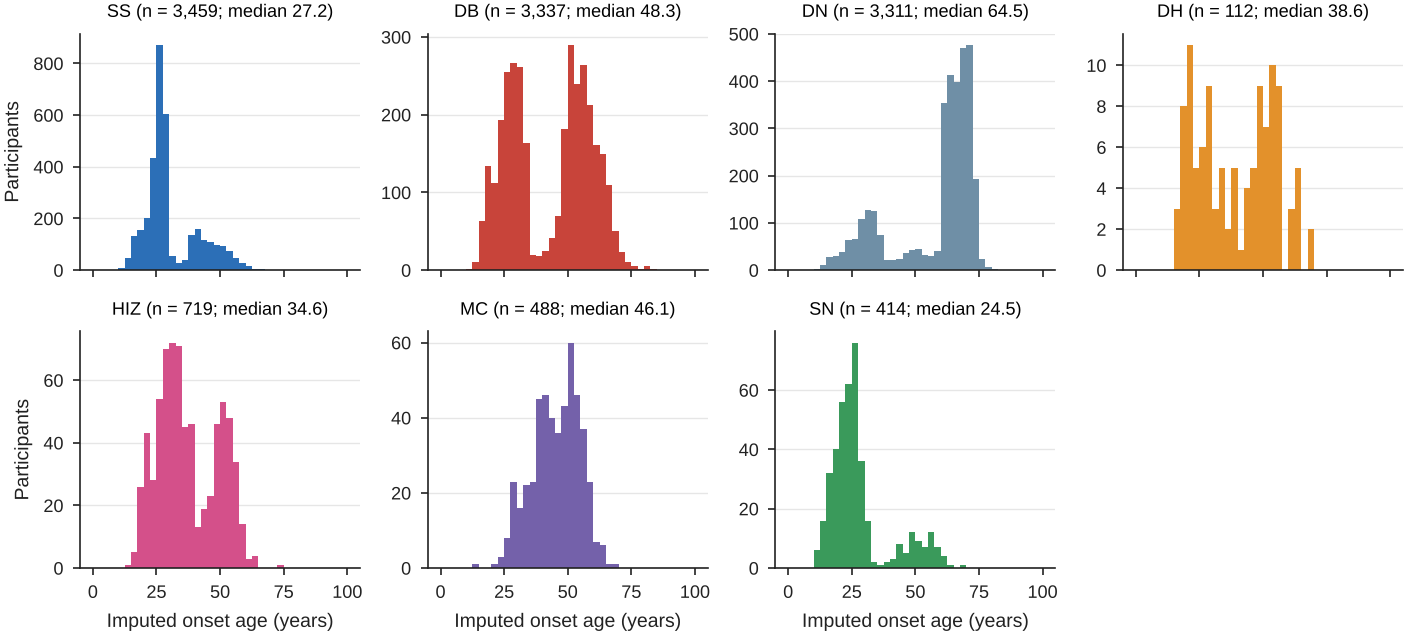 SS (n = 3,459; median 27.2)
DB (n = 3,337; median 48.3)
DN (n = 3,311; median 64.5)
DH (n = 112; median 38.6)
Participants
800
600
400
200
0
300
200
100
0
500
400
300
200
100
0
10
8
6
4
2
0
HIZ (n = 719; median 34.6)
MC (n = 488; median 46.1)
SN (n = 414; median 24.5)
Participants
60
40
20
0
60
40
20
0
60
40
20
0
0 25 50 75 100
0 25 50 75 100
0 25 50 75 100
Imputed onset age (years)
Imputed onset age (years)
Imputed onset age (years)